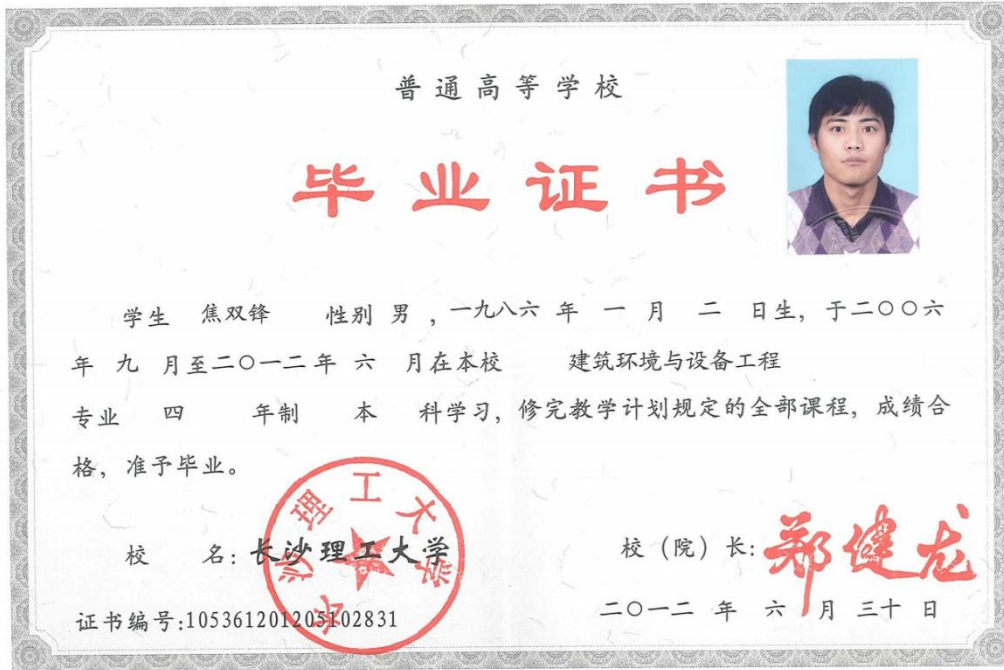 普通高等学校
毕业证书
学生 焦双锋 性别 男 ,一九八六 年 一 月 二 日生, 于二〇〇六
年 九 月至二〇一二年 六 月在本校 建筑环境与设备工程
专业 四 年制 本 科学习, 修完教学计划规定的全部课程, 成绩合
格, 准予毕业。
长沙理工大学
校 名: 长沙理工大学
校 (院) 长: 郑健龙
证书编号:105361201205102831
二〇一二 年 六 月 三十 日